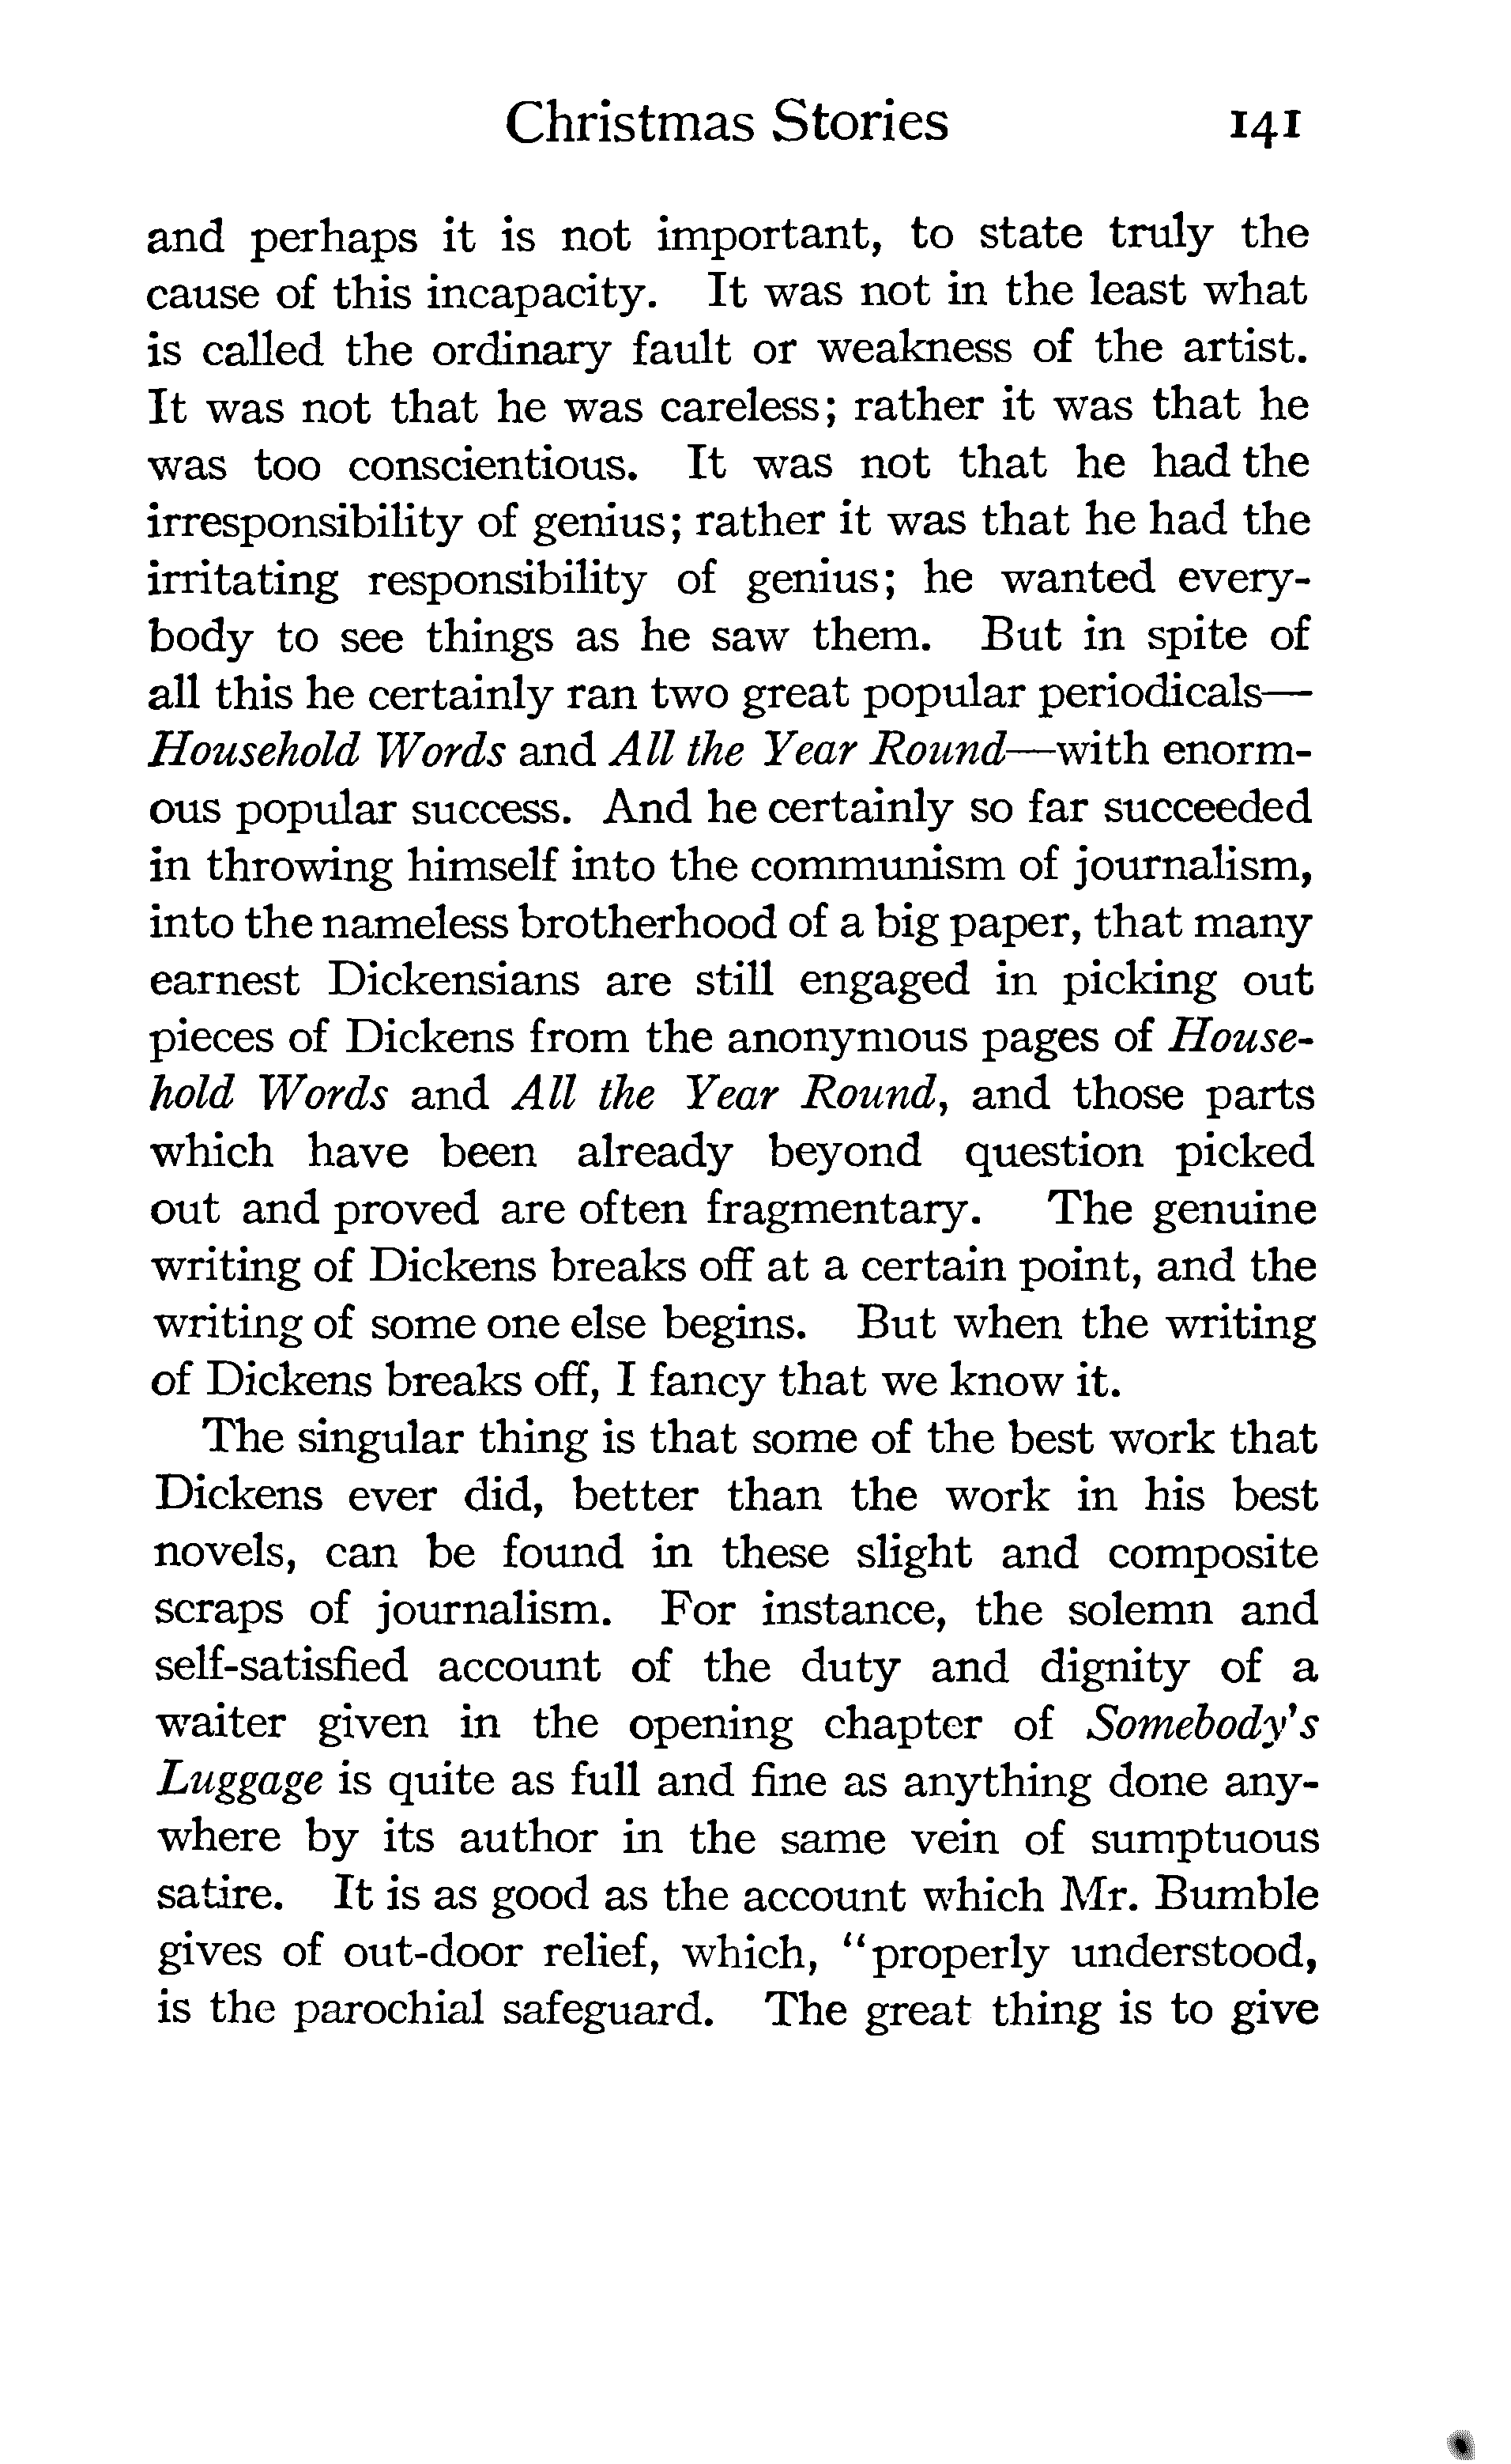 Christmas Stories 141
and perhaps it is not important, to state truly the
cause of this incapacity. It was not in the least what
is called the ordinary fault or weakness of the artist.
It was not that he was careless; rather it was that he
was too conscientious. It was not that he had the
irresponsibility of genius; rather it was that he had the
irritating responsibility of genius; he wanted every-
body to see things as he saw them. But in spite of
all this he certainly ran two great popular periodicals—
Household Words and All the Year Round—with enorm-
ous popular success. And he certainly so far succeeded
in throwing himself into the communism of journalism,
into the nameless brotherhood of a big paper, that many
earnest Dickensians are still engaged in picking out
pieces of Dickens from the anonymous pages of House-
hold Words and All the Year Round, and those parts
which have been already beyond question picked
out and proved are often fragmentary. The genuine
writing of Dickens breaks off at a certain point, and the
writing of some one else begins. But when the writing
of Dickens breaks off, I fancy that we know it.
The singular thing is that some of the best work that
Dickens ever did, better than the work in his best
novels, can be found in these slight and composite
scraps of journalism. For instance, the solemn and
self-satisfied account of the duty and dignity of a
waiter given in the opening chapter of Somebody's
Luggage is quite as full and fine as anything done any-
where by its author in the same vein of sumptuous
satire. It is as good as the account which Mr. Bumble
gives of out-door relief, which, “properly understood,
is the parochial safeguard. The great thing is to give